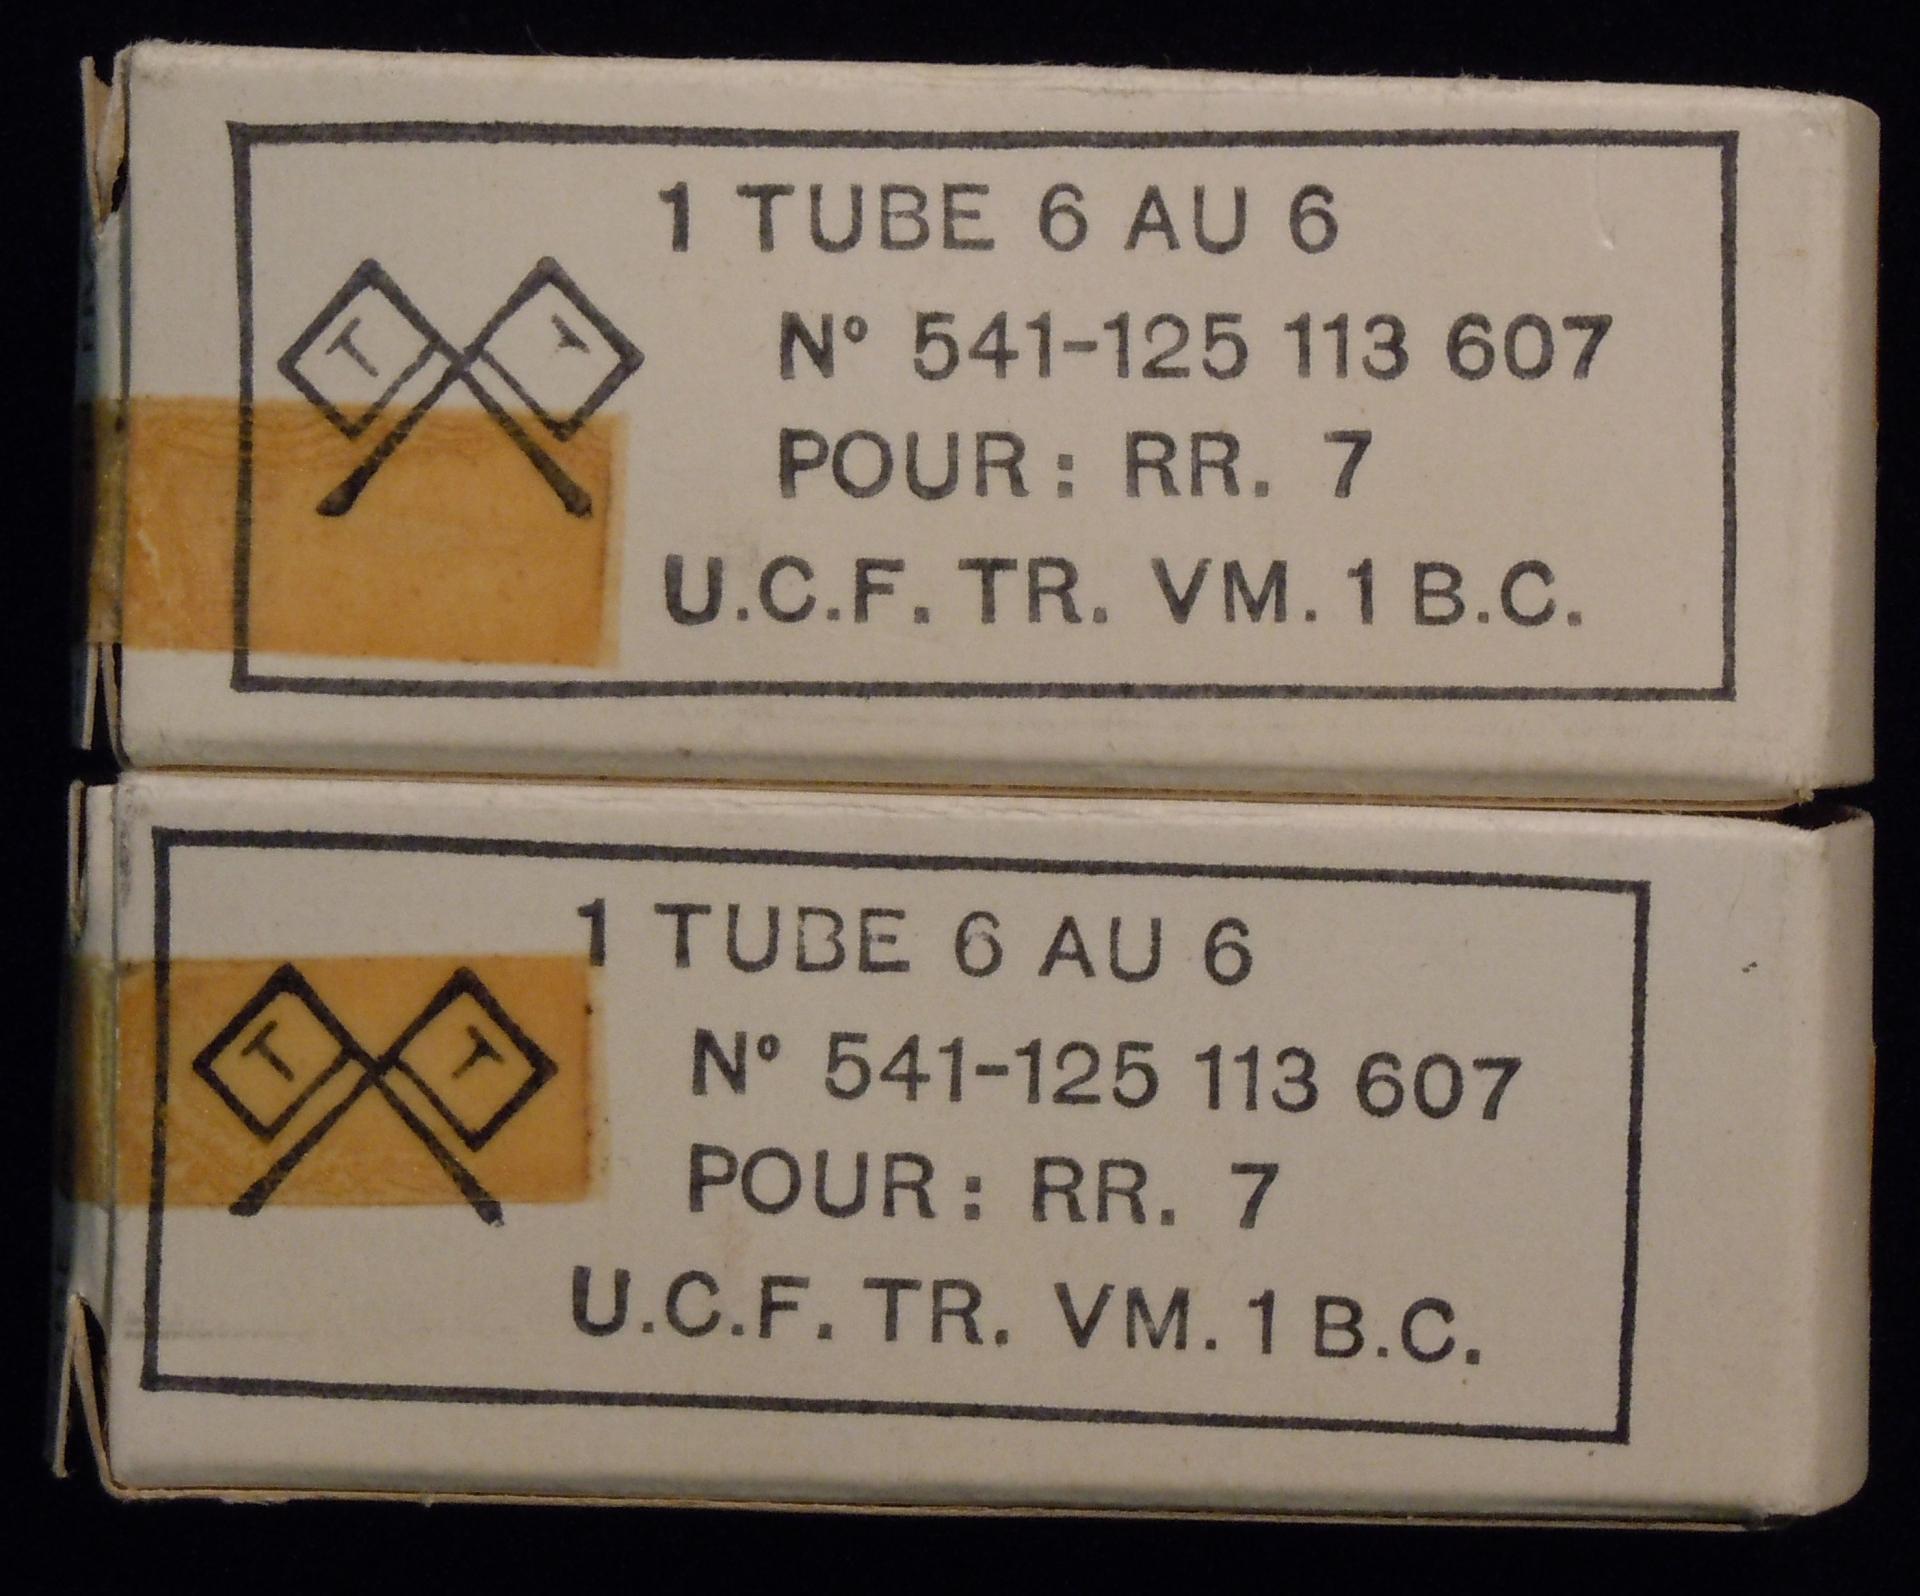 1 TUBE 6 AU 6
T T
N° 541-125 113 607
POUR : RR. 7
U.C.F. TR. VM. 1 B.C.
1 TUBE 6 AU 6
T T
N° 541-125 113 607
POUR : RR. 7
U.C.F. TR. VM. 1 B.C.